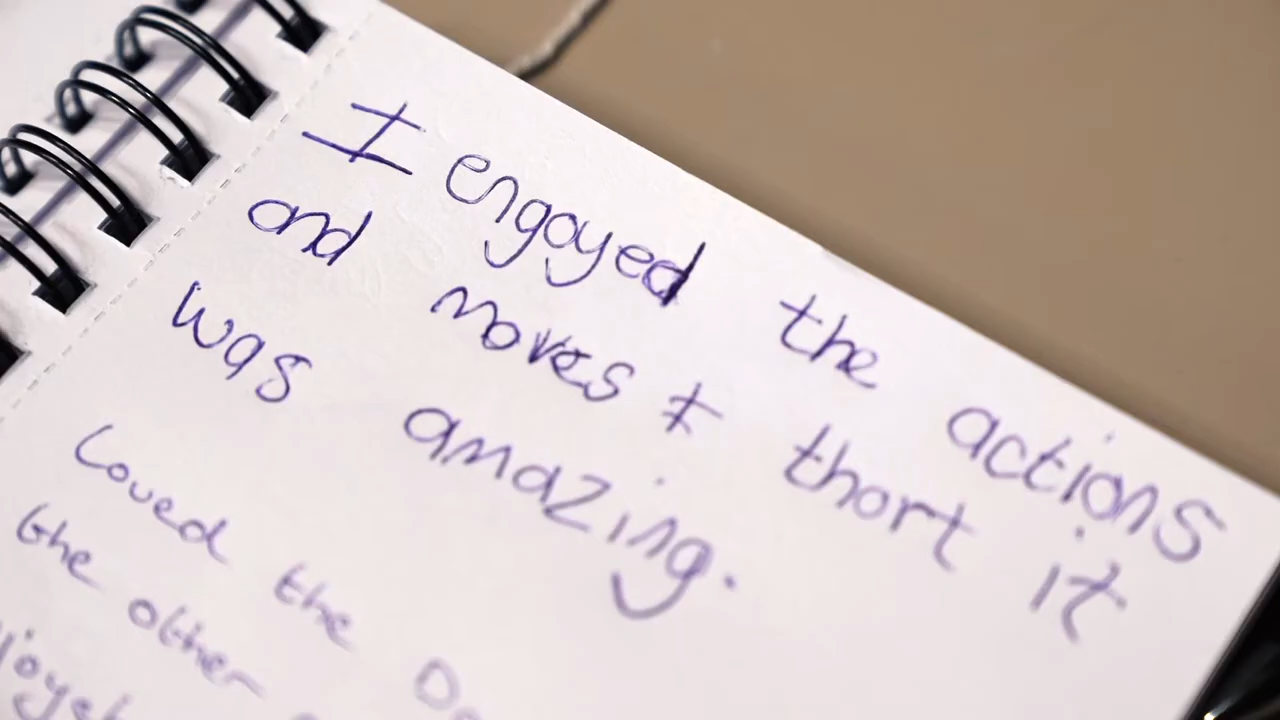 I engoyed the actions
and moves I thort it
was amazing.
Loved the
the other